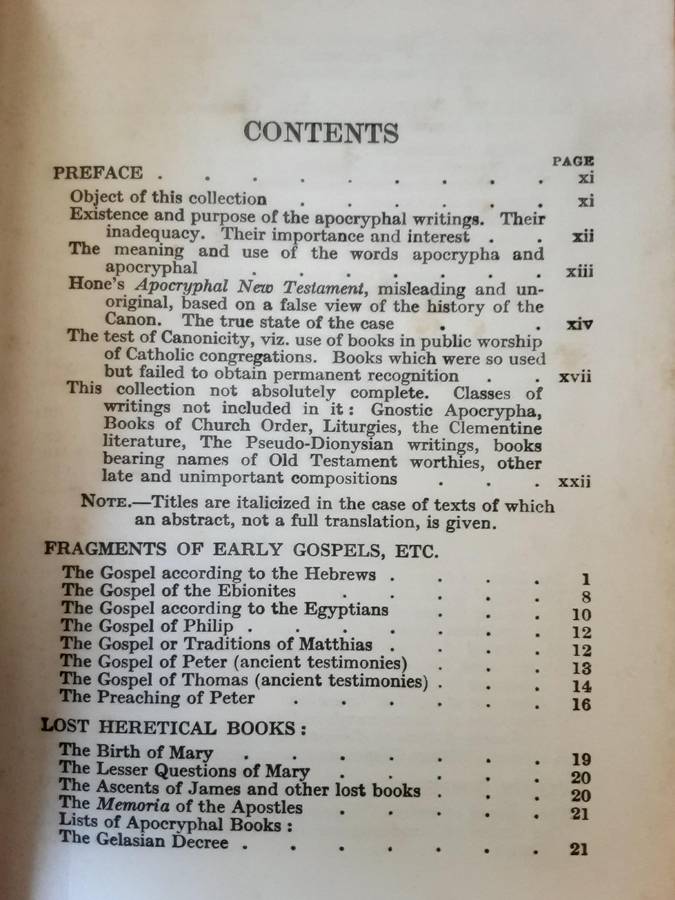 CONTENTS
PAGE
PREFACE . . . . . . . . xi
Object of this collection . . . . . xi
Existence and purpose of the apocryphal writings. Their
inadequacy. Their importance and interest . . xii
The meaning and use of the words apocrypha and
apocryphal . . . . . . . xiii
Hone's Apocryphal New Testament, misleading and un-
original, based on a false view of the history of the
Canon. The true state of the case . . xiv
The test of Canonicity, viz. use of books in public worship
of Catholic congregations. Books which were so used
but failed to obtain permanent recognition . . xvii
This collection not absolutely complete. Classes of
writings not included in it : Gnostic Apocrypha,
Books of Church Order, Liturgies, the Clementine
literature, The Pseudo-Dionysian writings, books
bearing names of Old Testament worthies, other
late and unimportant compositions . . . xxii
NOTE.—Titles are italicized in the case of texts of which
an abstract, not a full translation, is given.
FRAGMENTS OF EARLY GOSPELS, ETC.
The Gospel according to the Hebrews . . . . 1
The Gospel of the Ebionites . . . . . 8
The Gospel according to the Egyptians . . . 10
The Gospel of Philip . . . . . . . 12
The Gospel or Traditions of Matthias . . . . 12
The Gospel of Peter (ancient testimonies) . . . 13
The Gospel of Thomas (ancient testimonies) . . . 14
The Preaching of Peter . . . . . . 16
LOST HERETICAL BOOKS :
The Birth of Mary . . . . . . . 19
The Lesser Questions of Mary . . . . . 20
The Ascents of James and other lost books . . . 20
The Memoria of the Apostles . . . . . 21
Lists of Apocryphal Books :
The Gelasian Decree . . . . . . . 21